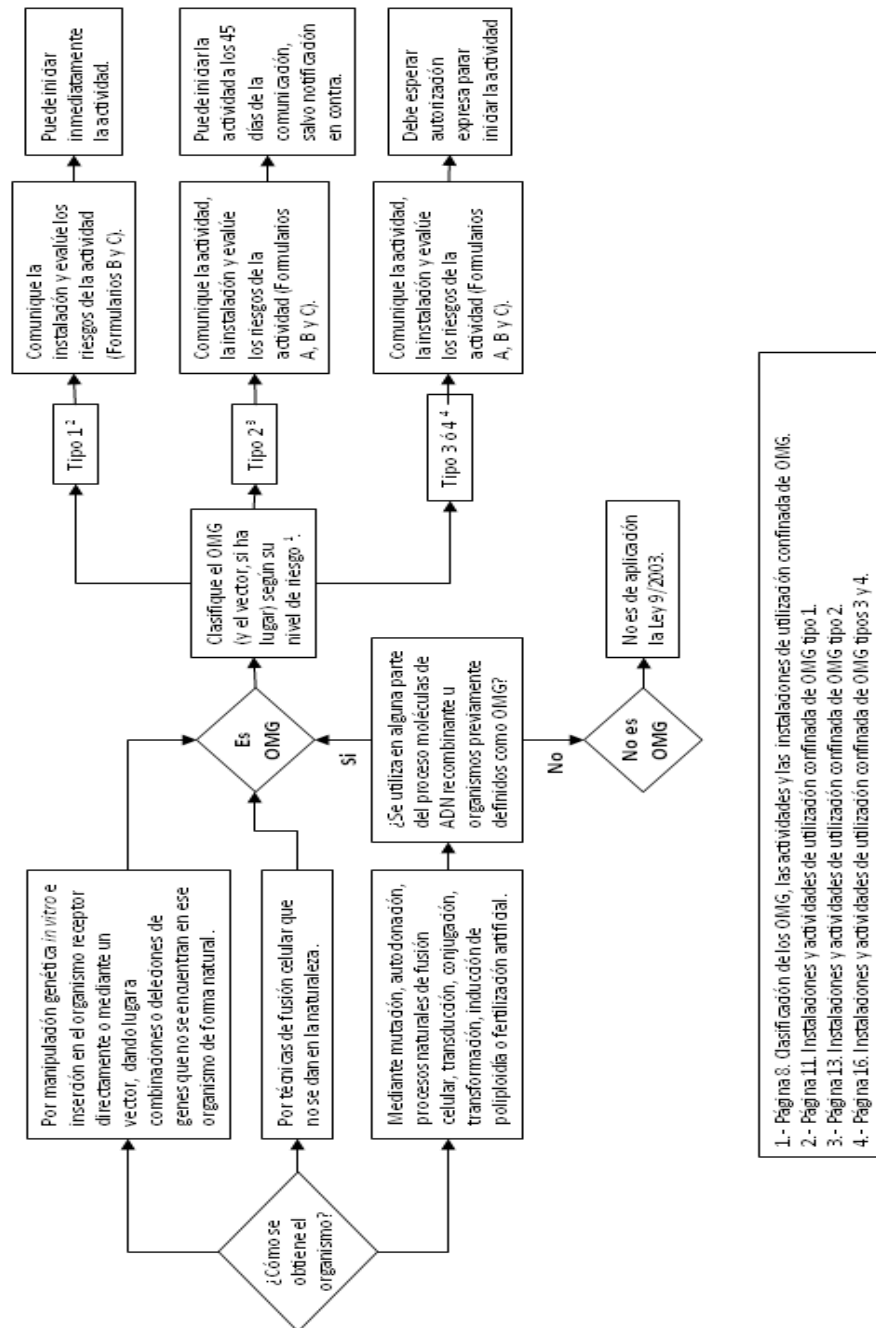 ¿Cómo se
obtiene el
organismo?
Por manipulación genética in vitro e
inserción en el organismo receptor
directamente o mediante un
vector, dando lugar a
combinaciones o deleciones de
genes que no se encuentran en ese
organismo de forma natural.
Por técnicas de fusión celular que
no se dan en la naturaleza.
Mediante mutación, autoclonación,
procesos naturales de fusión
celular, transducción, conjugación,
transformación, inducción de
poliploidía o fertilización artificial.
Es
OMG
Si
¿Se utiliza en alguna parte
del proceso moléculas de
ADN recombinante u
organismos previamente
definidos como OMG?
No
No es
OMG
No es de aplicación
la Ley 9/2003.
Clasifique el OMG
(y el vector, si ha
lugar) según su
nivel de riesgo ¹.
Tipo 1 ²
Comunique la
instalación y evalúe los
riesgos de la actividad
(Formularios B y C).
Puede iniciar
inmediatamente
la actividad.
Tipo 2 ³
Comunique la actividad,
la instalación y evalúe
los riesgos de la
actividad (Formularios
A, B y C).
Puede iniciar la
actividad a los 45
días de la
comunicación,
salvo notificación
en contra.
Tipo 3 ó 4 ⁴
Comunique la actividad,
la instalación y evalúe
los riesgos de la
actividad (Formularios
A, B y C).
Debe esperar
autorización
expresa parar
iniciar la actividad
1.- Página 8. Clasificación de los OMG, las actividades y las instalaciones de utilización confinada de OMG.
2.- Página 11. Instalaciones y actividades de utilización confinada de OMG tipo 1.
3.- Página 13. Instalaciones y actividades de utilización confinada de OMG tipo 2.
4.- Página 16. Instalaciones y actividades de utilización confinada de OMG tipos 3 y 4.